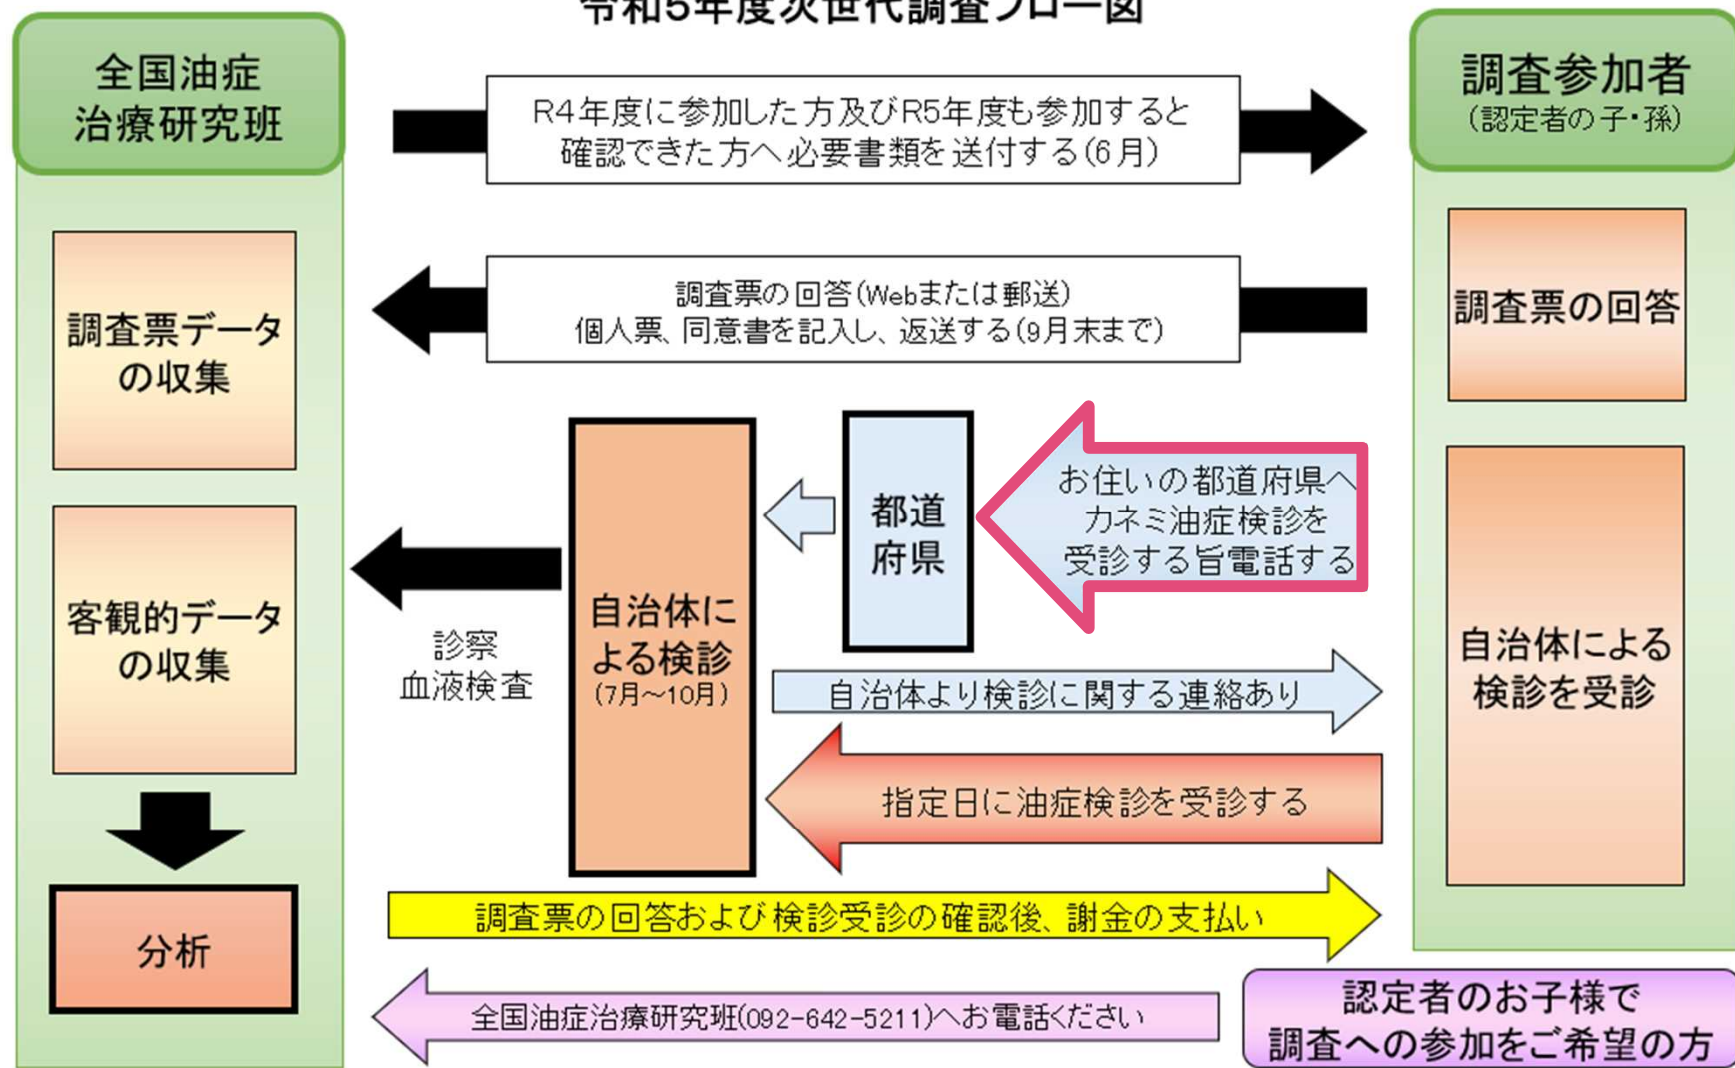 令和5年度次世代調査フロー図
全国油症
治療研究班
調査参加者
(認定者の子・孫)
R4年度に参加した方及びR5年度も参加すると
確認できた方へ必要書類を送付する(6月)
調査票の回答(Webまたは郵送)
個人票、同意書を記入し、返送する(9月末まで)
調査票データ
の収集
調査票の回答
お住いの都道府県へ
カネミ油症検診を
受診する旨電話する
都道
府県
自治体に
よる検診
(7月~10月)
診察
血液検査
客観的データ
の収集
自治体による
検診を受診
自治体より検診に関する連絡あり
指定日に油症検診を受診する
調査票の回答および検診受診の確認後、謝金の支払い
分析
全国油症治療研究班(092-642-5211)へお電話ください
認定者のお子様で
調査への参加をご希望の方